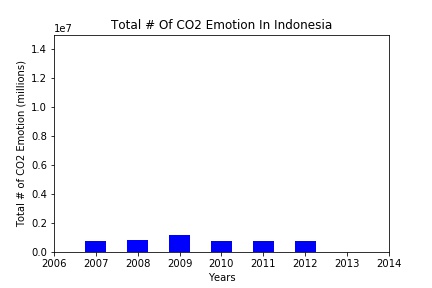 Total # Of CO2 Emotion In Indonesia
1e7
Total # of CO2 Emotion (millions)
1.4
1.2
1.0
0.8
0.6
0.4
0.2
0.0
2006 2007 2008 2009 2010 2011 2012 2013 2014
Years